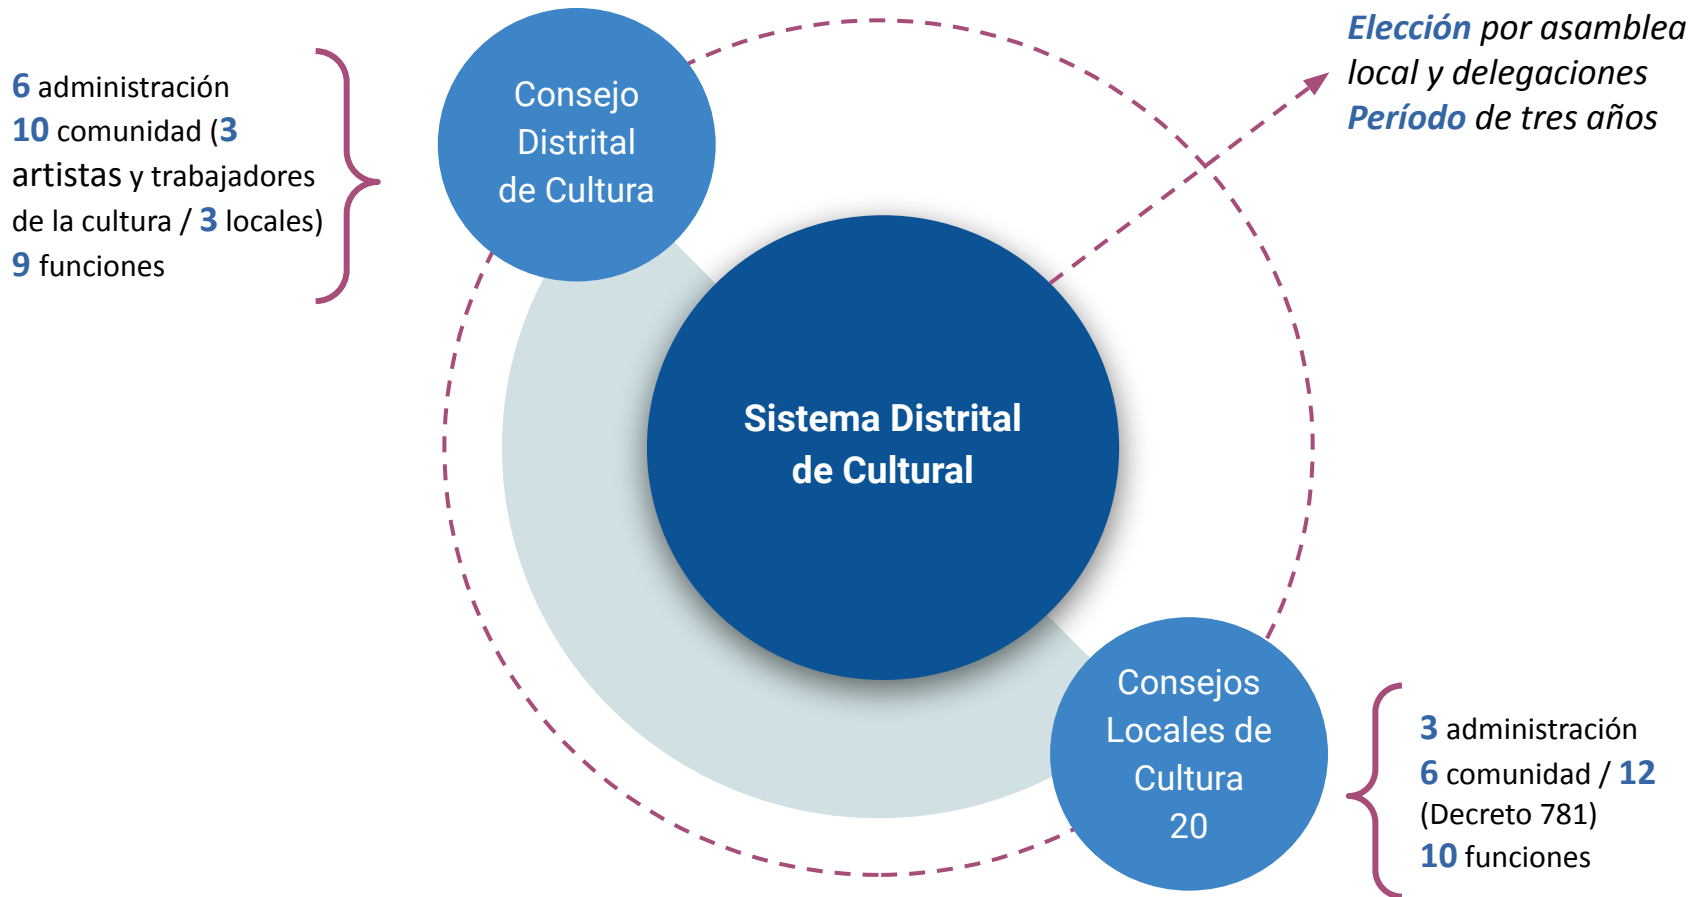 6 administración
10 comunidad (3
artistas y trabajadores
de la cultura / 3 locales)
9 funciones
Consejo
Distrital
de Cultura
Elección por asamblea
local y delegaciones
Período de tres años
Sistema Distrital
de Cultural
Consejos
Locales de
Cultura
20
3 administración
6 comunidad / 12
(Decreto 781)
10 funciones